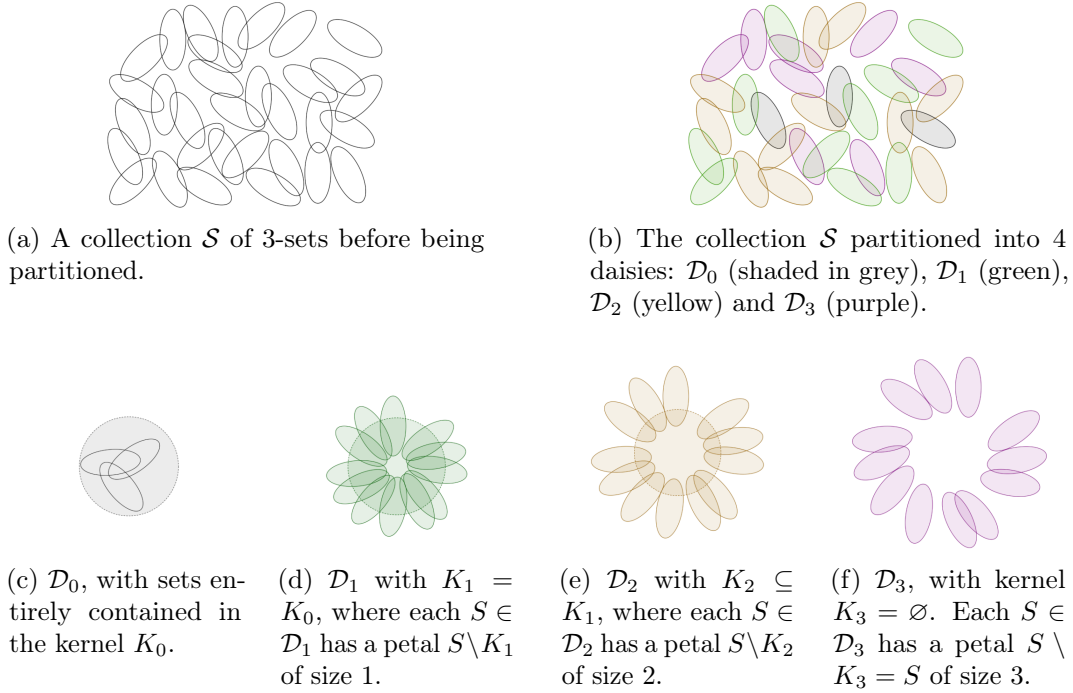 (a) A collection 𝒮 of 3-sets before being
partitioned.
(b) The collection 𝒮 partitioned into 4
daisies: 𝒟₀ (shaded in grey), 𝒟₁ (green),
𝒟₂ (yellow) and 𝒟₃ (purple).
(c) 𝒟₀, with sets en-
tirely contained in
the kernel K₀.
(d) 𝒟₁ with K₁ =
K₀, where each S ∈
𝒟₁ has a petal S\K₁
of size 1.
(e) 𝒟₂ with K₂ ⊆
K₁, where each S ∈
𝒟₂ has a petal S\K₂
of size 2.
(f) 𝒟₃, with kernel
K₃ = ∅. Each S ∈
𝒟₃ has a petal S \
K₃ = S of size 3.